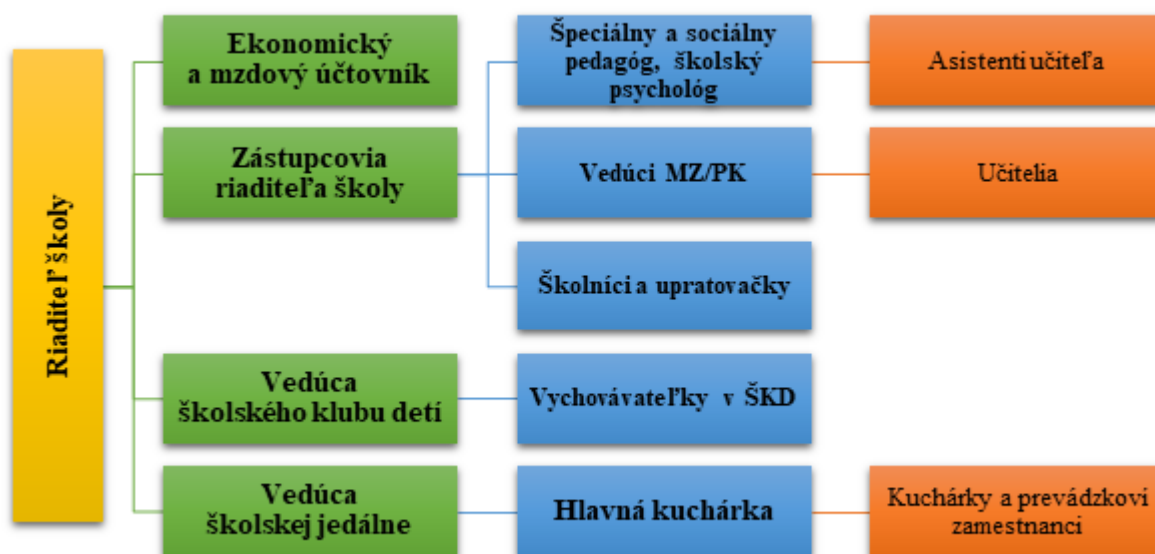 Riaditeľ školy
Ekonomický
a mzdový účtovník
Zástupcovia
riaditeľa školy
Vedúca
školského klubu detí
Vedúca
školskej jedálne
Špeciálny a sociálny
pedagóg, školský
psychológ
Vedúci MZ/PK
Školníci a upratovačky
Vychovávateľky v ŠKD
Hlavná kuchárka
Asistenti učiteľa
Učitelia
Kuchárky a prevádzkoví
zamestnanci